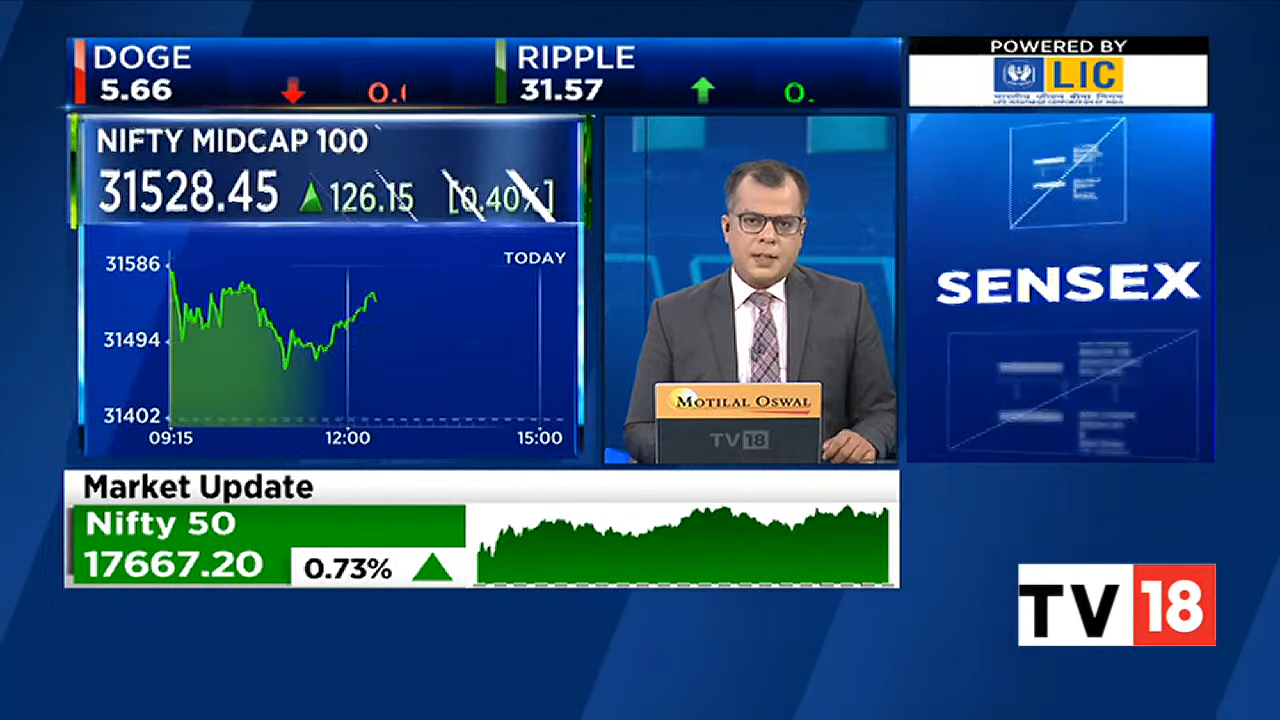 DOGE
5.66
RIPPLE
31.57
POWERED BY
LIC
NIFTY MIDCAP 100
31528.45 126.15 [0.40%]
TODAY
31586
31494
31402
09:15 12:00 15:00
MOTILAL OSWAL
TV18
SENSEX
Market Update
Nifty 50
17667.20 0.73%
TV18